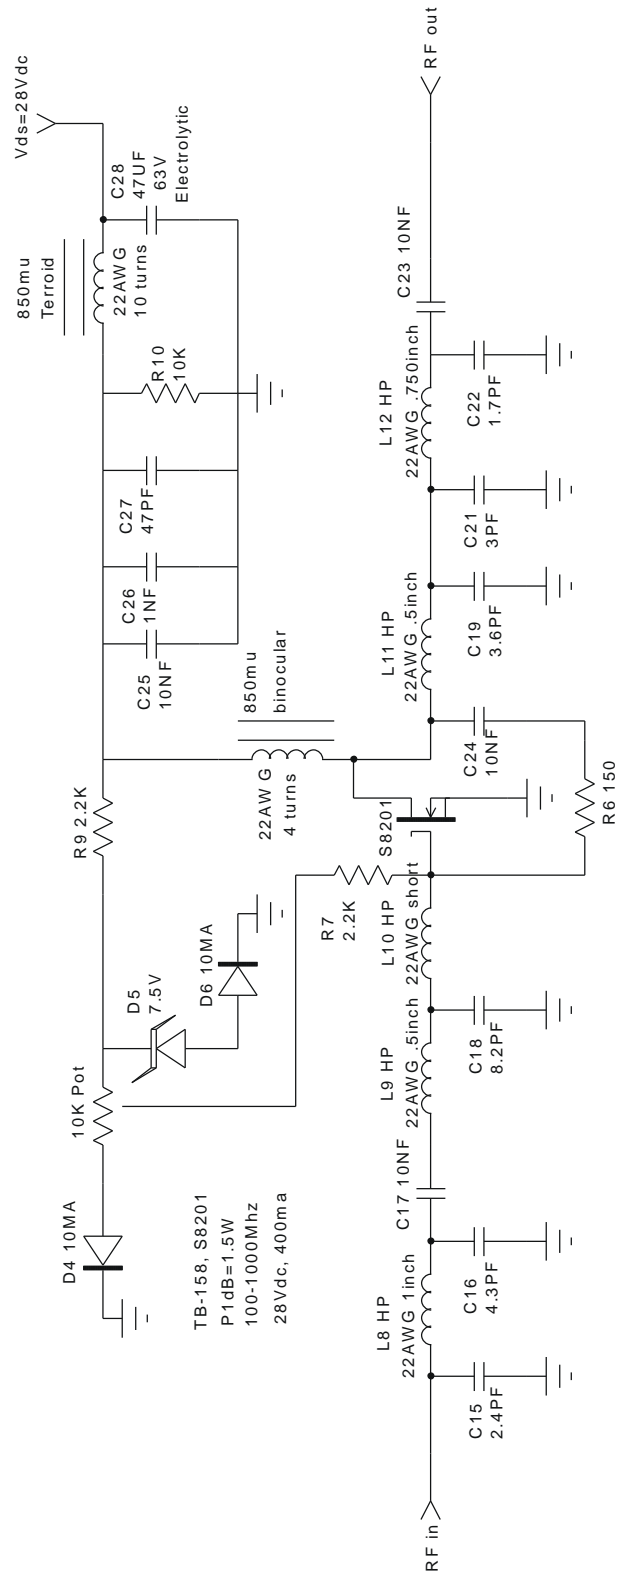 Vds=28Vdc
850mu
Terroid
22AWG
10 turns
C28
47UF
63V
Electrolytic
R10
10K
C27
47PF
C26
1NF
C25
10NF
R9 2.2K
850mu
binocular
22AW G
4 turns
10K Pot
D5
7.5V
D6 10MA
D4 10MA
TB-158, S8201
P1dB=1.5W
100-1000Mhz
28Vdc, 400ma
R7
2.2K
S8201
RF in
C15
2.4PF
L8 HP
22AWG 1inch
C16
4.3PF
C17 10NF
L9 HP
22AWG .5inch
C18
8.2PF
L10 HP
22AWG short
R6 150
C24
10NF
L11 HP
22AWG .5inch
C19
3.6PF
C21
3PF
L12 HP
22AWG .750inch
C22
1.7PF
C23 10NF
RF out